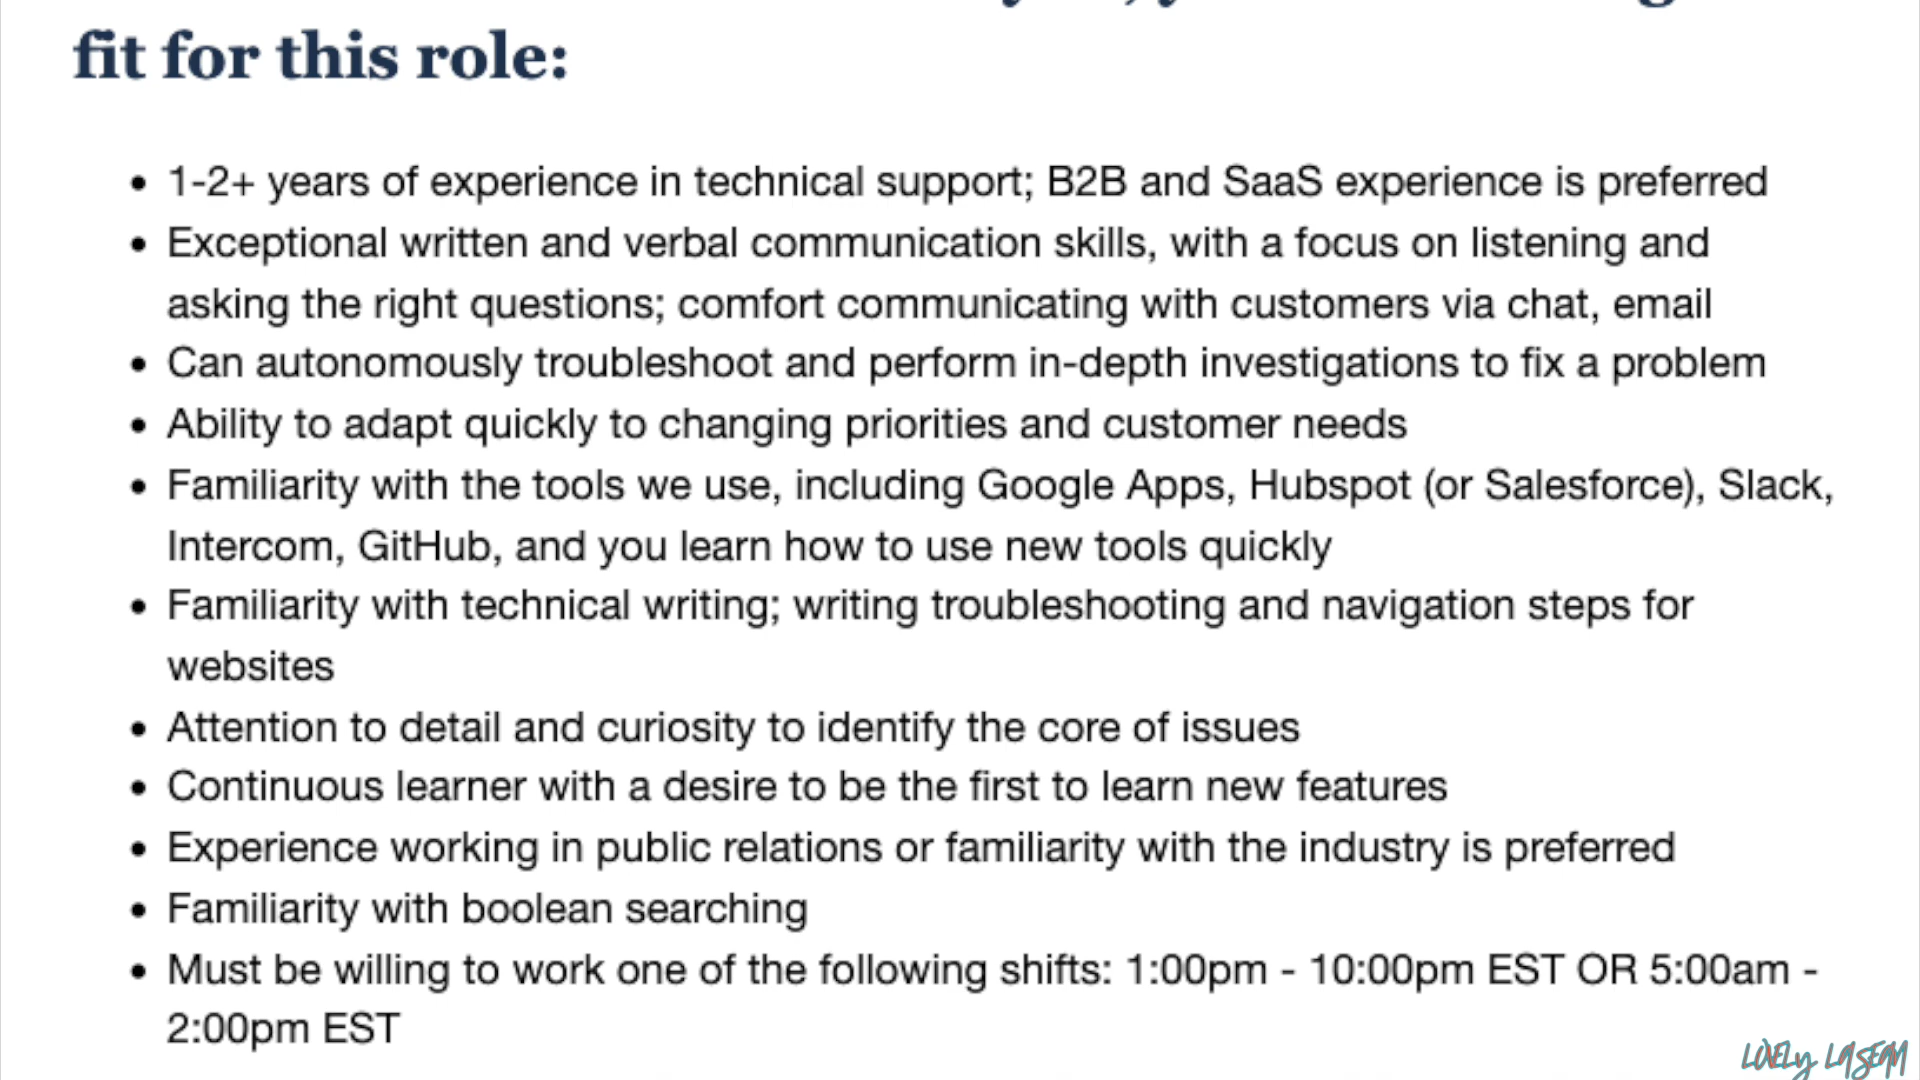 fit for this role:
1-2+ years of experience in technical support; B2B and SaaS experience is preferred
Exceptional written and verbal communication skills, with a focus on listening and
asking the right questions; comfort communicating with customers via chat, email
Can autonomously troubleshoot and perform in-depth investigations to fix a problem
Ability to adapt quickly to changing priorities and customer needs
Familiarity with the tools we use, including Google Apps, Hubspot (or Salesforce), Slack,
Intercom, GitHub, and you learn how to use new tools quickly
Familiarity with technical writing; writing troubleshooting and navigation steps for
websites
Attention to detail and curiosity to identify the core of issues
Continuous learner with a desire to be the first to learn new features
Experience working in public relations or familiarity with the industry is preferred
Familiarity with boolean searching
Must be willing to work one of the following shifts: 1:00pm - 10:00pm EST OR 5:00am -
2:00pm EST